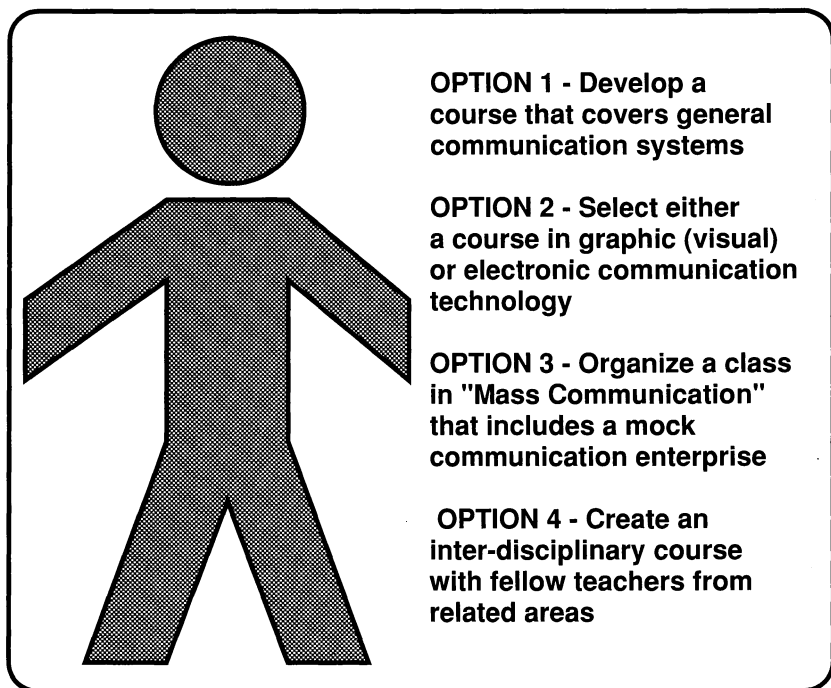 OPTION 1 - Develop a
course that covers general
communication systems
OPTION 2 - Select either
a course in graphic (visual)
or electronic communication
technology
OPTION 3 - Organize a class
in "Mass Communication"
that includes a mock
communication enterprise
OPTION 4 - Create an
inter-disciplinary course
with fellow teachers from
related areas